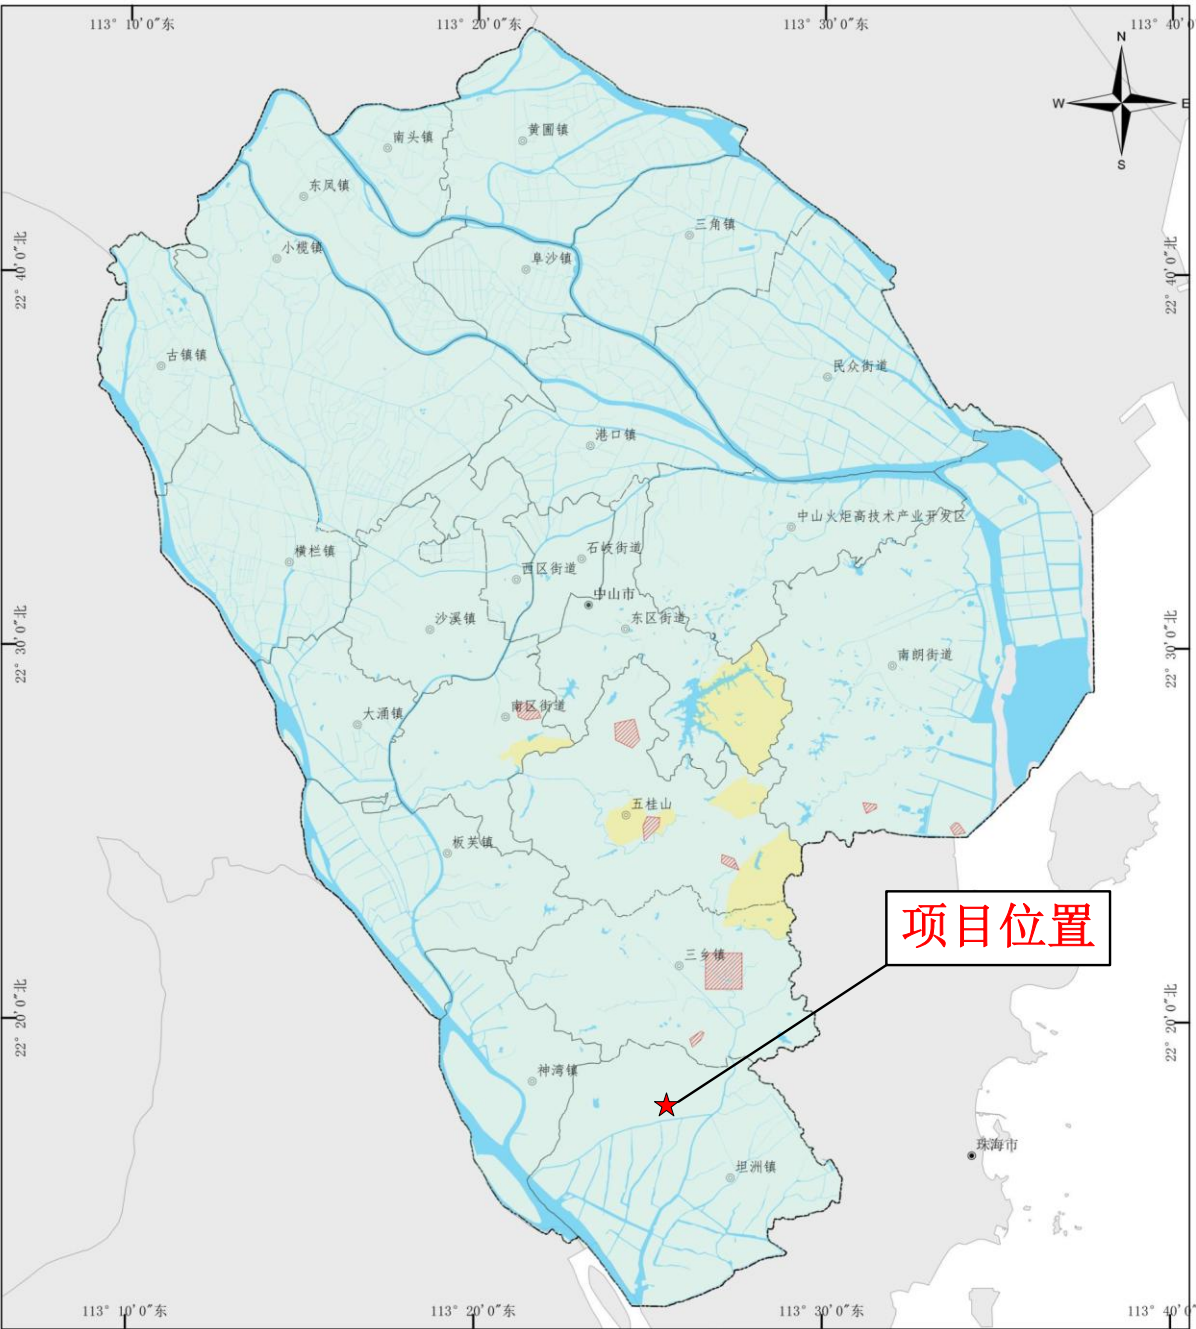 113° 10′0″东
113° 20′0″东
113° 30′0″东
113° 40′0
N
W
E
S
南头镇
黄圃镇
东凤镇
三角镇
小榄镇
阜沙镇
22° 40′0″北
22° 40′0″北
古镇镇
民众街道
港口镇
中山火炬高技术产业开发区
横栏镇
石岐街道
西区街道
中山市
沙溪镇
东区街道
22° 30′0″北
22° 30′0″北
南朗街道
大涌镇
南区街道
五桂山
板芙镇
项目位置
三乡镇
22° 20′0″北
22° 20′0″北
神湾镇
珠海市
坦洲镇
113° 10′0″东
113° 20′0″东
113° 30′0″东
113° 40′0